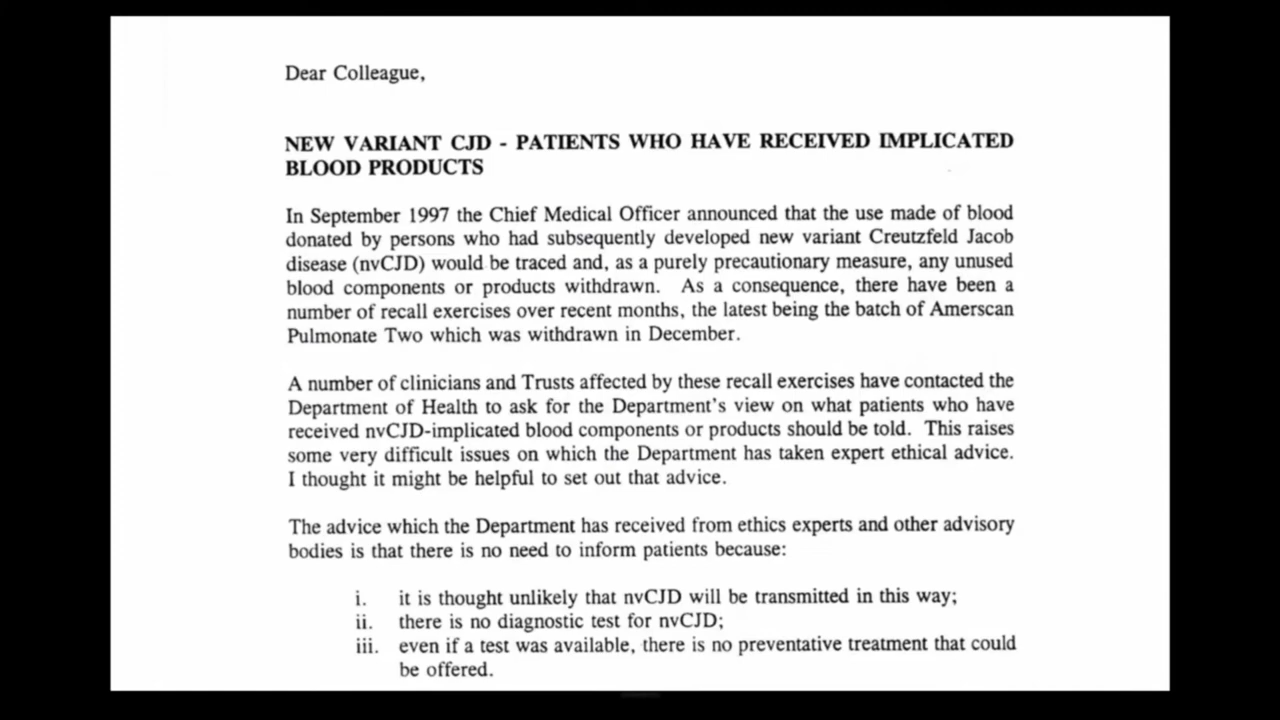 Dear Colleague,
NEW VARIANT CJD - PATIENTS WHO HAVE RECEIVED IMPLICATED
BLOOD PRODUCTS
In September 1997 the Chief Medical Officer announced that the use made of blood
donated by persons who had subsequently developed new variant Creutzfeld Jacob
disease (nvCJD) would be traced and, as a purely precautionary measure, any unused
blood components or products withdrawn. As a consequence, there have been a
number of recall exercises over recent months, the latest being the batch of Amerscan
Pulmonate Two which was withdrawn in December.
A number of clinicians and Trusts affected by these recall exercises have contacted the
Department of Health to ask for the Department's view on what patients who have
received nvCJD-implicated blood components or products should be told. This raises
some very difficult issues on which the Department has taken expert ethical advice.
I thought it might be helpful to set out that advice.
The advice which the Department has received from ethics experts and other advisory
bodies is that there is no need to inform patients because:
i. it is thought unlikely that nvCJD will be transmitted in this way;
ii. there is no diagnostic test for nvCJD;
iii. even if a test was available, there is no preventative treatment that could
be offered.